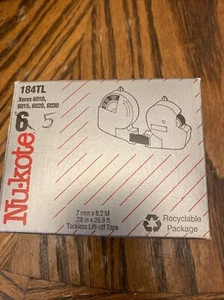 184TL
Xerox 6010,
6015, 6020, 6030
6 5
Nu-kote
7 mm x 8.2 M
.28 in x 26.9 ft
Tackless Lift-off Tape
Recyclable
Package